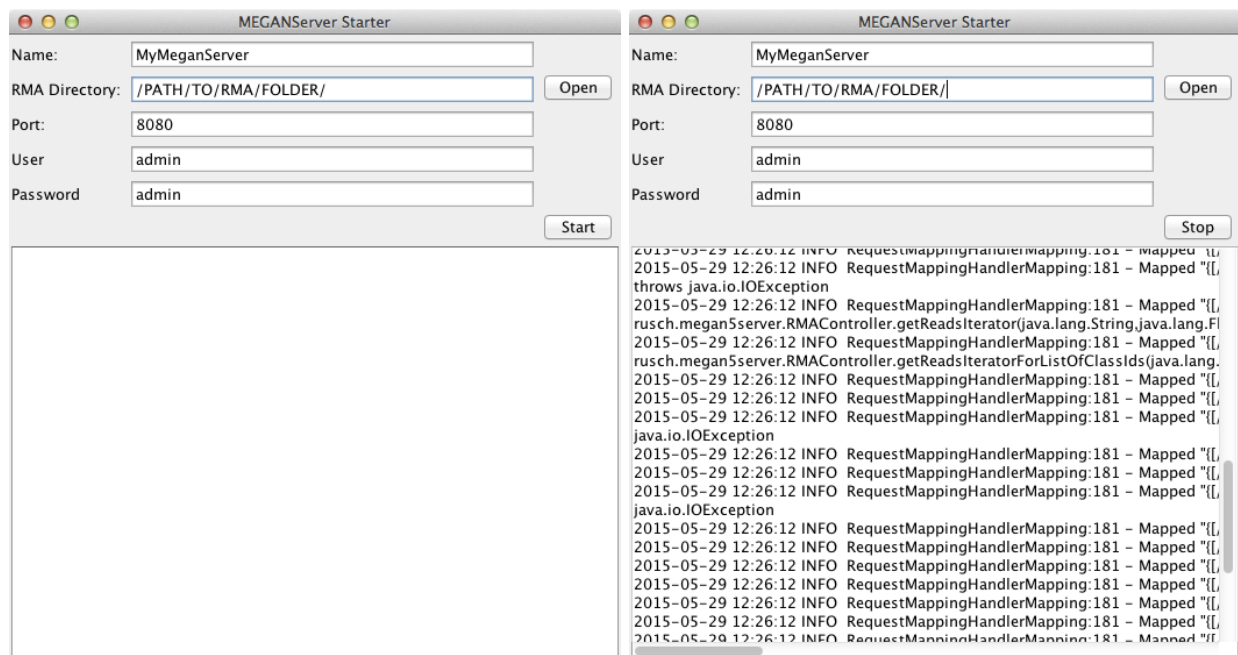 MEGANServer Starter
Name: MyMeganServer
RMA Directory: /PATH/TO/RMA/FOLDER/ Open
Port: 8080
User admin
Password admin
Start
MEGANServer Starter
Name: MyMeganServer
RMA Directory: /PATH/TO/RMA/FOLDER/ Open
Port: 8080
User admin
Password admin
Stop
2015-05-29 12:26:12 INFO RequestMappingHandlerMapping:181 - Mapped "{[/
2015-05-29 12:26:12 INFO RequestMappingHandlerMapping:181 - Mapped "{[/
throws java.io.IOException
2015-05-29 12:26:12 INFO RequestMappingHandlerMapping:181 - Mapped "{[/
rusch.megan5server.RMAController.getReadsIterator(java.lang.String,java.lang.Fl
2015-05-29 12:26:12 INFO RequestMappingHandlerMapping:181 - Mapped "{[/
rusch.megan5server.RMAController.getReadsIteratorForListOfClassIds(java.lang.
2015-05-29 12:26:12 INFO RequestMappingHandlerMapping:181 - Mapped "{[/
2015-05-29 12:26:12 INFO RequestMappingHandlerMapping:181 - Mapped "{[/
2015-05-29 12:26:12 INFO RequestMappingHandlerMapping:181 - Mapped "{[/
java.io.IOException
2015-05-29 12:26:12 INFO RequestMappingHandlerMapping:181 - Mapped "{[/
2015-05-29 12:26:12 INFO RequestMappingHandlerMapping:181 - Mapped "{[/
2015-05-29 12:26:12 INFO RequestMappingHandlerMapping:181 - Mapped "{[/
java.io.IOException
2015-05-29 12:26:12 INFO RequestMappingHandlerMapping:181 - Mapped "{[/
2015-05-29 12:26:12 INFO RequestMappingHandlerMapping:181 - Mapped "{[/
2015-05-29 12:26:12 INFO RequestMappingHandlerMapping:181 - Mapped "{[/
2015-05-29 12:26:12 INFO RequestMappingHandlerMapping:181 - Mapped "{[/
2015-05-29 12:26:12 INFO RequestMappingHandlerMapping:181 - Mapped "{[/
2015-05-29 12:26:12 INFO RequestMappingHandlerMapping:181 - Mapped "{[/
2015-05-29 12:26:12 INFO RequestMappingHandlerMapping:181 - Mapped "{[